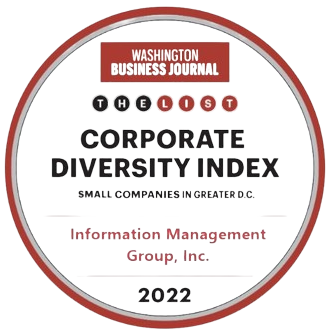 WASHINGTON
BUSINESS JOURNAL
THE LIST
CORPORATE
DIVERSITY INDEX
SMALL COMPANIES IN GREATER D.C.
Information Management
Group, Inc.
2022